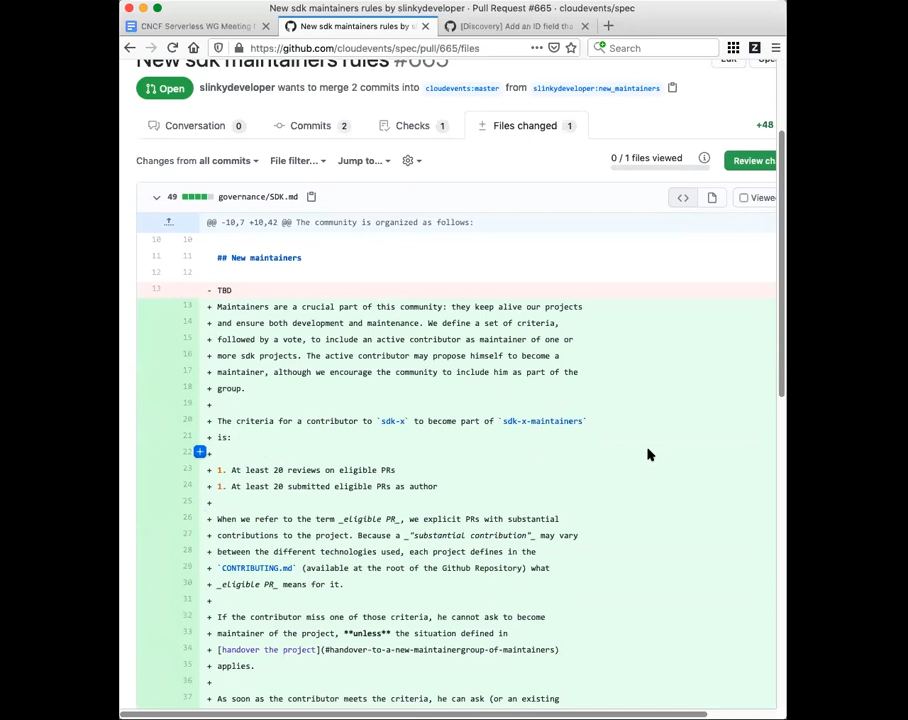 New sdk maintainers rules by slinkydeveloper · Pull Request #665 · cloudevents/spec
CNCF Serverless WG Meeting
New sdk maintainers rules by s
[Discovery] Add an ID field tha
https://github.com/cloudevents/spec/pull/665/files
Search
New sdk maintainers rules #665
Open
slinkydeveloper wants to merge 2 commits into cloudevents:master from slinkydeveloper:new_maintainers
Conversation 0
Commits 2
Checks 1
Files changed 1
+48
Changes from all commits
File filter...
Jump to...
0 / 1 files viewed
Review ch
49 governance/SDK.md
Viewe
@@ -10,7 +10,42 @@ The community is organized as follows:
10 10
11 11 ## New maintainers
12 12
13 - TBD
13 + Maintainers are a crucial part of this community: they keep alive our projects
14 + and ensure both development and maintenance. We define a set of criteria,
15 + followed by a vote, to include an active contributor as maintainer of one or
16 + more sdk projects. The active contributor may propose himself to become a
17 + maintainer, although we encourage the community to include him as part of the
18 + group.
19 +
20 + The criteria for a contributor to `sdk-x` to become part of `sdk-x-maintainers`
21 + is:
22 +
23 + 1. At least 20 reviews on eligible PRs
24 + 1. At least 20 submitted eligible PRs as author
25 +
26 + When we refer to the term _eligible PR_, we explicit PRs with substantial
27 + contributions to the project. Because a _"substantial contribution"_ may vary
28 + between the different technologies used, each project defines in the
29 + `CONTRIBUTING.md` (available at the root of the Github Repository) what
30 + _eligible PR_ means for it.
31 +
32 + If the contributor miss one of those criteria, he cannot ask to become
33 + maintainer of the project, **unless** the situation defined in
34 + [handover the project](#handover-to-a-new-maintainergroup-of-maintainers)
35 + applies.
36 +
37 + As soon as the contributor meets the criteria, he can ask (or an existing